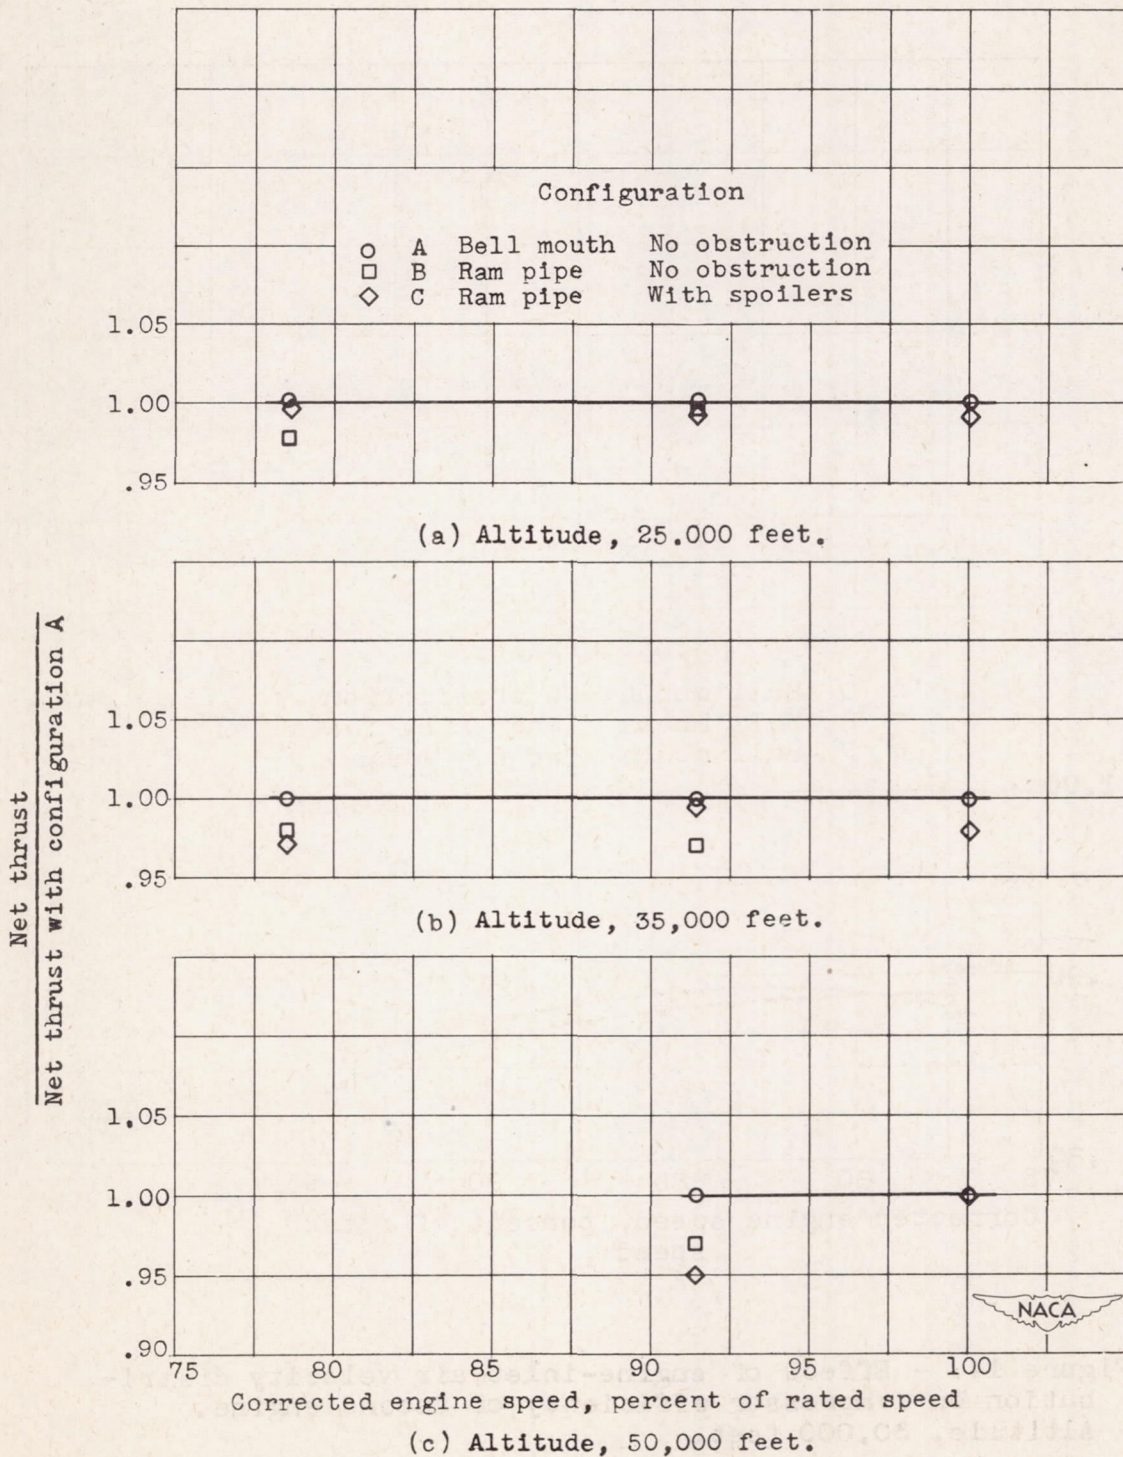 Configuration
A Bell mouth No obstruction
B Ram pipe No obstruction
C Ram pipe With spoilers
1.05
1.00
.95
(a) Altitude, 25.000 feet.
Net thrust
Net thrust with configuration A
1.05
1.00
.95
(b) Altitude, 35,000 feet.
1.05
1.00
.95
.90
NACA
75 80 85 90 95 100
Corrected engine speed, percent of rated speed
(c) Altitude, 50,000 feet.